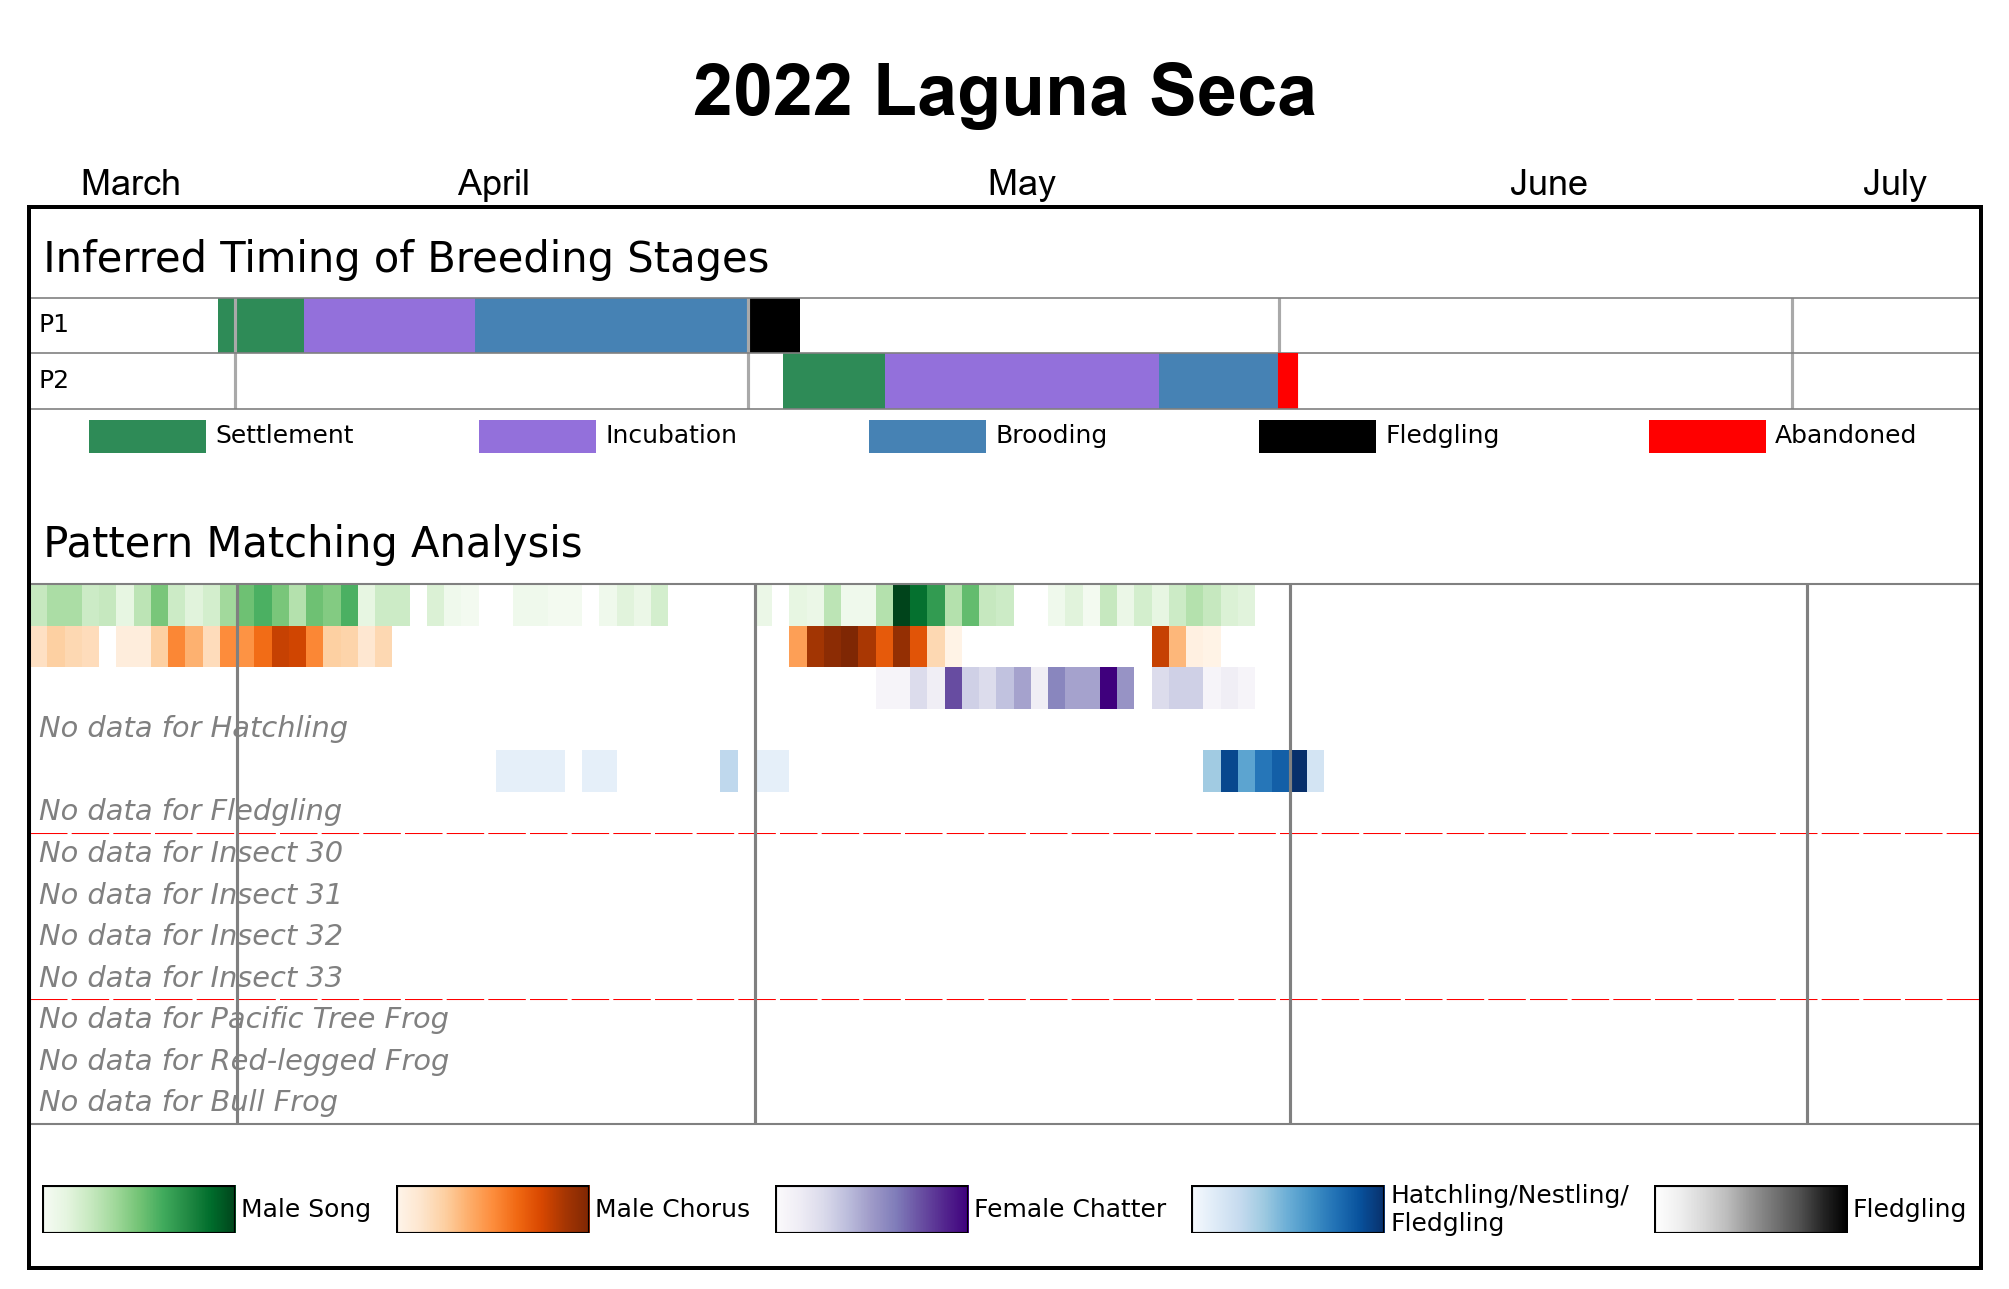 2022 Laguna Seca
March April May June July
Inferred Timing of Breeding Stages
P1
P2
Settlement Incubation Brooding Fledgling Abandoned
Pattern Matching Analysis
No data for Hatchling
No data for Fledgling
No data for Insect 30
No data for Insect 31
No data for Insect 32
No data for Insect 33
No data for Pacific Tree Frog
No data for Red-legged Frog
No data for Bull Frog
Male Song Male Chorus Female Chatter Hatchling/Nestling/
Fledgling Fledgling